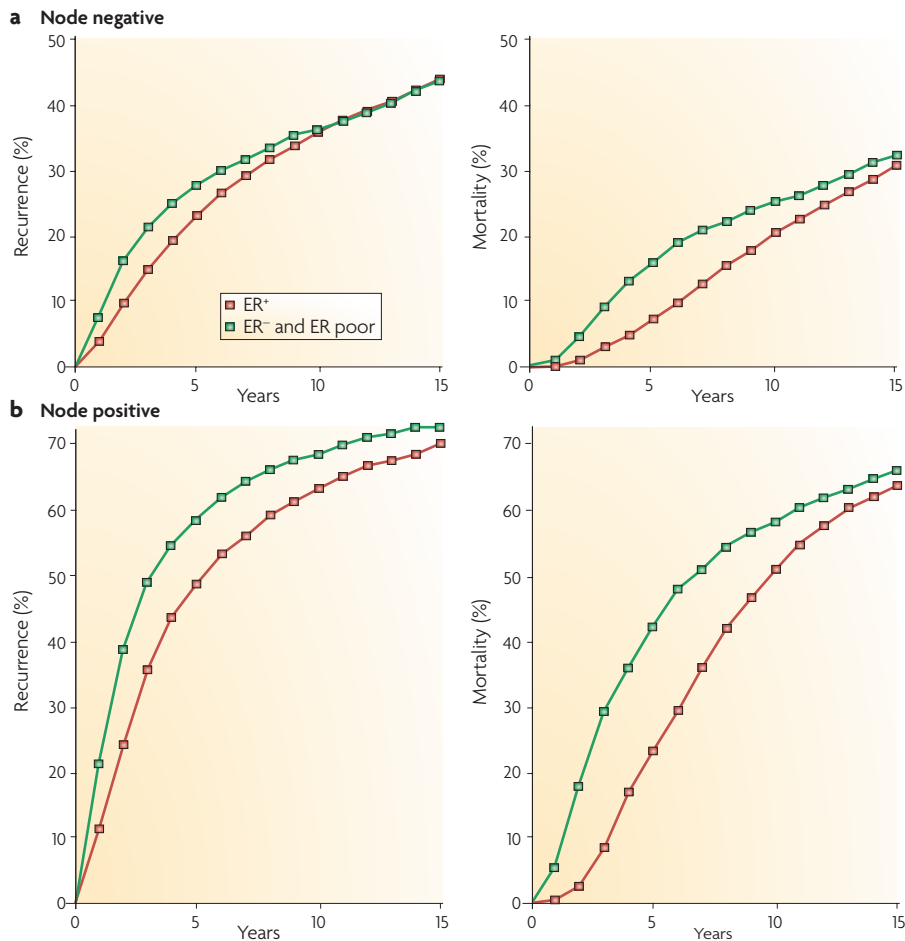 a Node negative
50
40
30
20
10
0
Recurrence (%)
0 5 10 15
Years
ER⁺
ER⁻ and ER poor
50
40
30
20
10
0
Mortality (%)
0 5 10 15
Years
b Node positive
70
60
50
40
30
20
10
0
Recurrence (%)
0 5 10 15
Years
70
60
50
40
30
20
10
0
Mortality (%)
0 5 10 15
Years